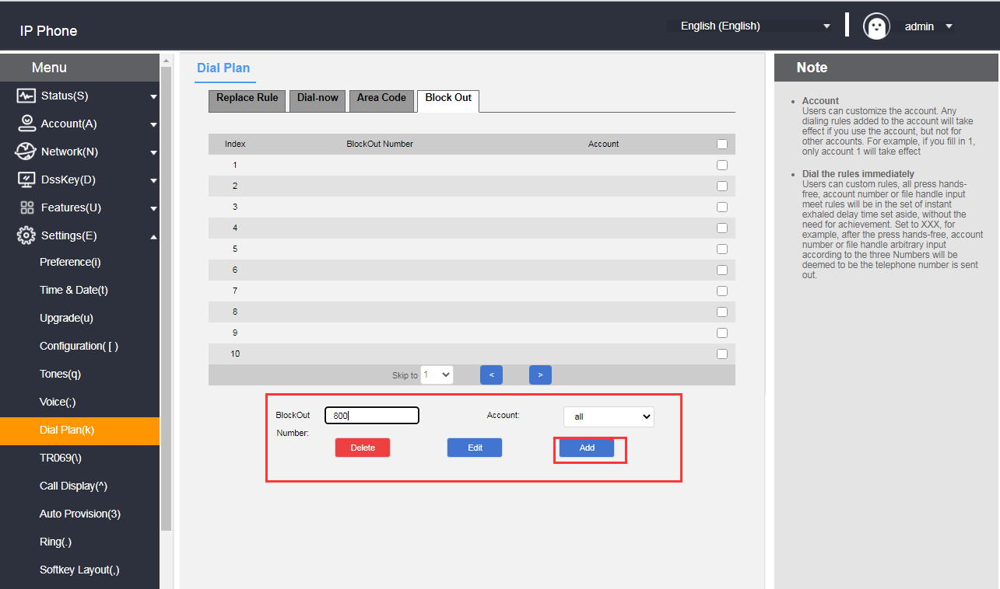 IP Phone
English (English)
admin
Menu
Status(S)
Account(A)
Network(N)
DssKey(D)
Features(U)
Settings(E)
Preference(i)
Time & Date(t)
Upgrade(u)
Configuration( [ )
Tones(q)
Voice(;)
Dial Plan(k)
TR069(\)
Call Display(^)
Auto Provision(3)
Ring(.)
Softkey Layout(,)
Dial Plan
Replace Rule Dial-now Area Code Block Out
Index BlockOut Number Account
1
2
3
4
5
6
7
8
9
10
Skip to 1 < >
BlockOut Number: 800 Account: all
Delete Edit Add
Note
Account
Users can customize the account. Any
dialing rules added to the account will take
effect if you use the account, but not for
other accounts. For example, if you fill in 1,
only account 1 will take effect
Dial the rules immediately
Users can custom rules, all press hands-
free, account number or file handle input
meet rules will be in the set of instant
exhaled delay time set aside, without the
need for achievement. Set to XXX, for
example, after the press hands-free, account
number or file handle arbitrary input
according to the three Numbers will be
deemed to be the telephone number is sent
out.